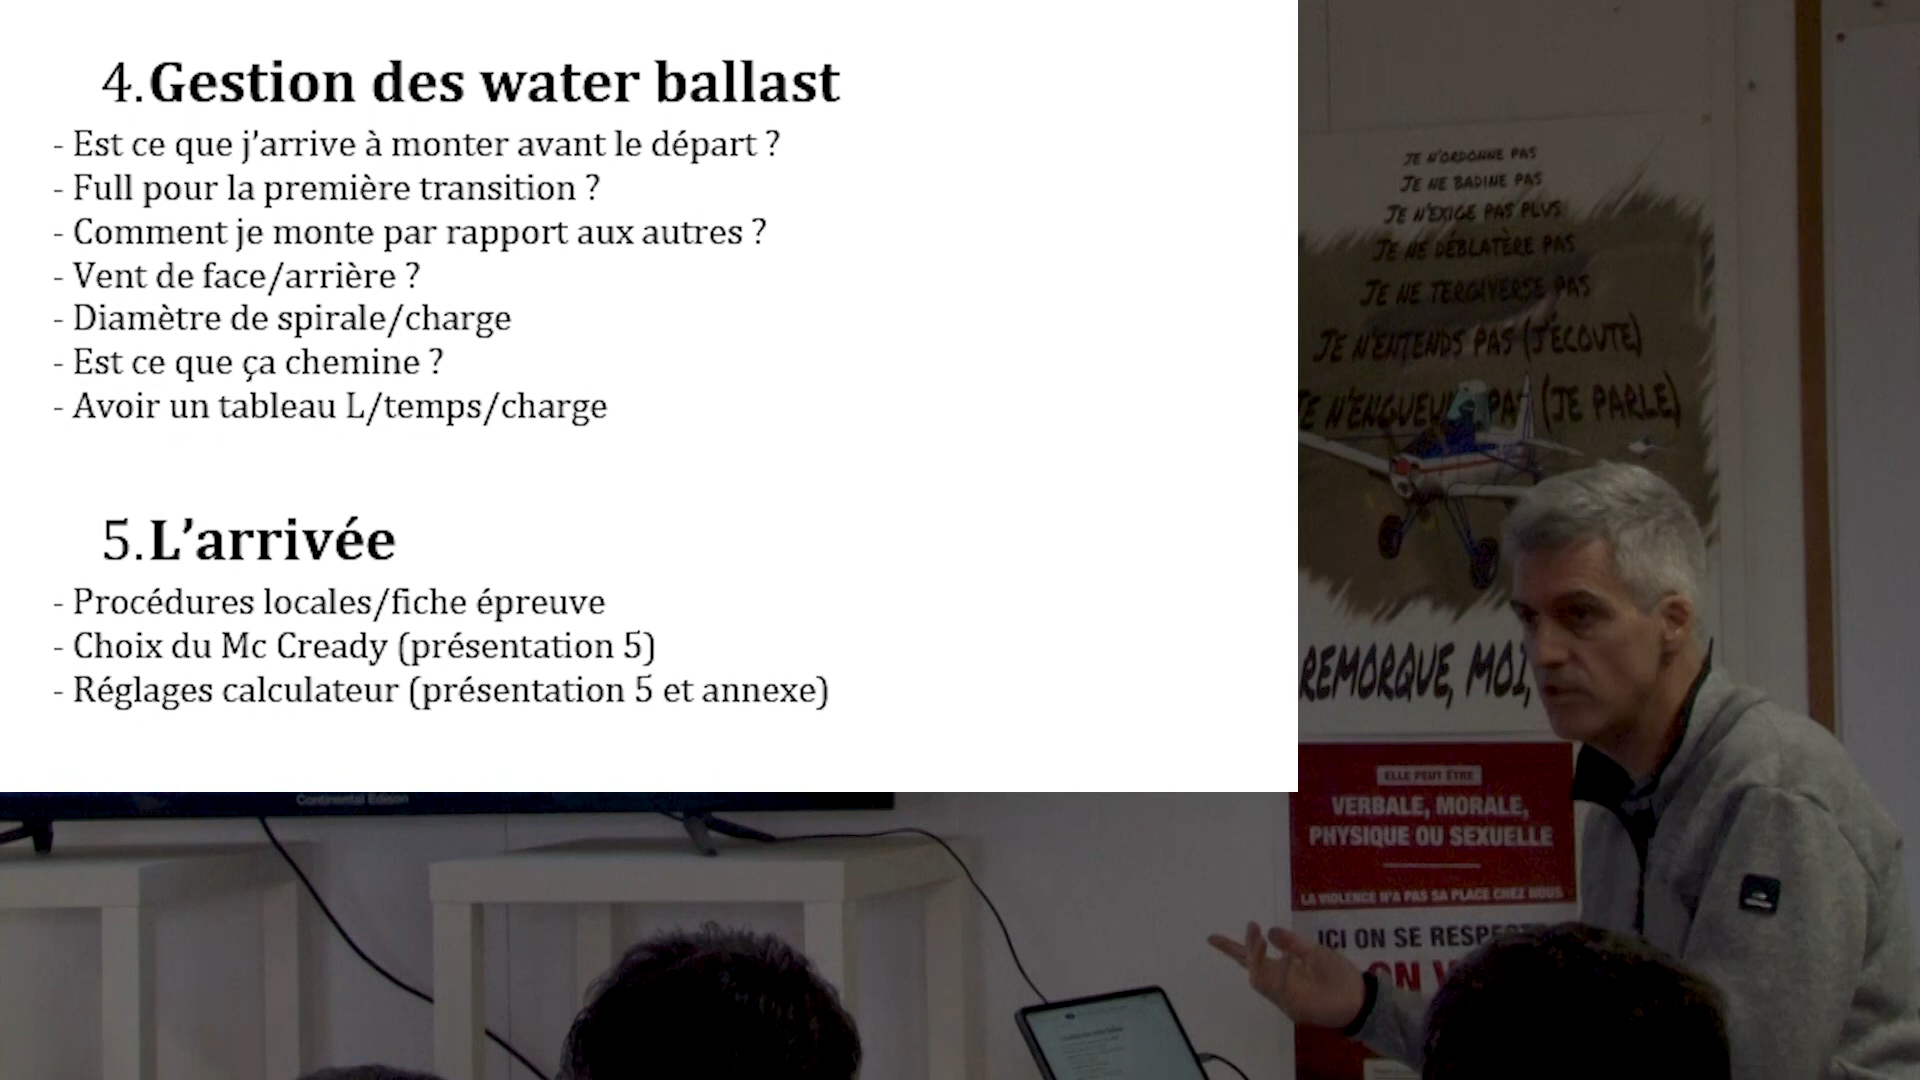 4.Gestion des water ballast
- Est ce que j’arrive à monter avant le départ ?
- Full pour la première transition ?
- Comment je monte par rapport aux autres ?
- Vent de face/arrière ?
- Diamètre de spirale/charge
- Est ce que ça chemine ?
- Avoir un tableau L/temps/charge
5.L’arrivée
- Procédures locales/fiche épreuve
- Choix du Mc Cready (présentation 5)
- Réglages calculateur (présentation 5 et annexe)
Continental Edison
JE N'ORDONNE PAS
JE NE BADINE PAS
JE N'EXIGE PAS PLUS
JE NE DÉBLATÈRE PAS
JE NE TERGIVERSE PAS
JE N'ENTENDS PAS (J'ÉCOUTE)
(JE PARLE)
REMORQUE, MOI,
ELLE PEUT ÊTRE
VERBALE, MORALE,
PHYSIQUE OU SEXUELLE
LA VIOLENCE N'A PAS SA PLACE CHEZ NOUS
ICI ON SE
ON